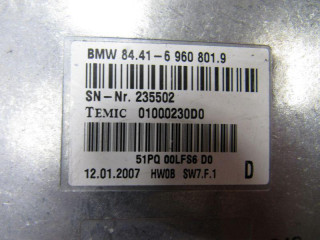 BMW 84.41-6 960 801.9
SN-Nr. 235502
TEMIC 01000230D0
51PQ 00LFS6 D0
12.01.2007 HW08 SW7.F.1 D